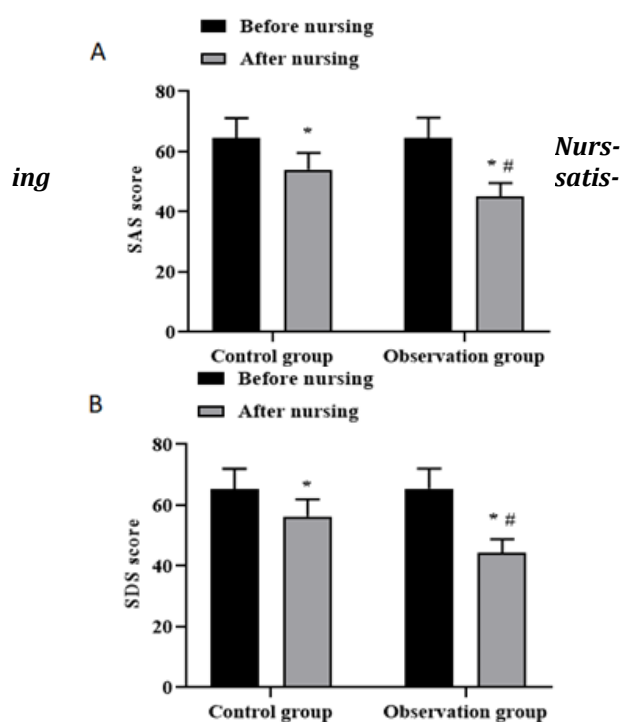 A
Before nursing
After nursing
80
60
40
20
0
SAS score
* 
* #
Control group
Observation group
ing
Nurs-
satis-
B
Before nursing
After nursing
80
60
40
20
0
SDS score
*
* #
Control group
Observation group